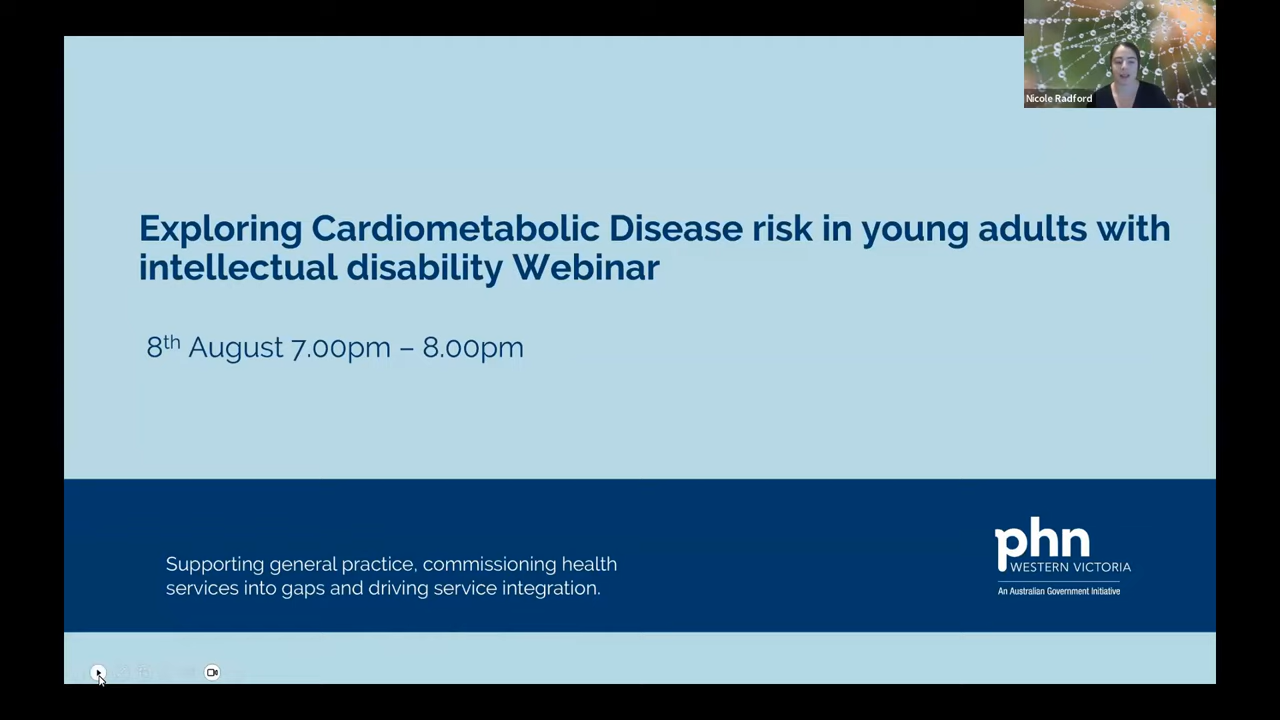 Nicole Radford
Exploring Cardiometabolic Disease risk in young adults with
intellectual disability Webinar
8th August 7.00pm – 8.00pm
Supporting general practice, commissioning health
services into gaps and driving service integration.
phn
WESTERN VICTORIA
An Australian Government Initiative